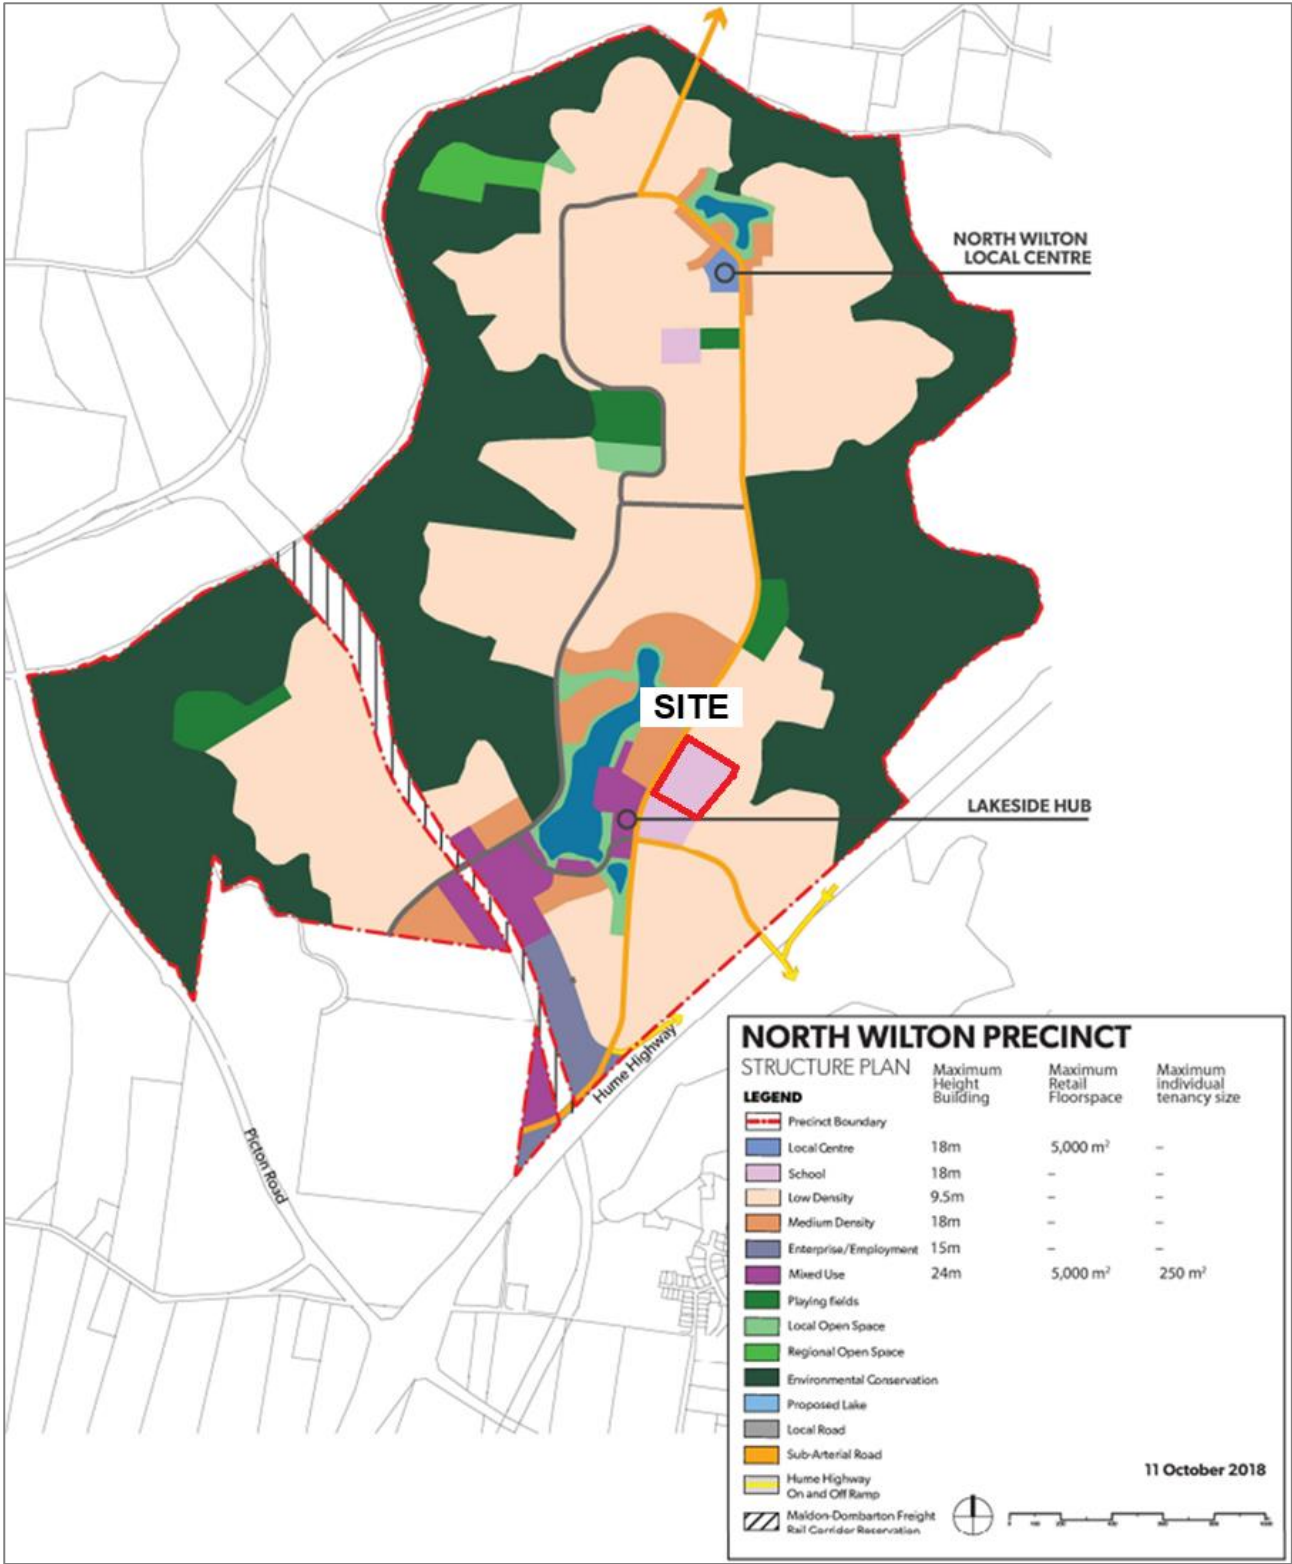 NORTH WILTON
LOCAL CENTRE
SITE
LAKESIDE HUB
Hume Highway
Picton Road
NORTH WILTON PRECINCT
STRUCTURE PLAN
Maximum Height Building
Maximum Retail Floorspace
Maximum individual tenancy size
LEGEND
Precinct Boundary
Local Centre 18m 5,000 m² –
School 18m – –
Low Density 9.5m – –
Medium Density 18m – –
Enterprise/Employment 15m – –
Mixed Use 24m 5,000 m² 250 m²
Playing fields
Local Open Space
Regional Open Space
Environmental Conservation
Proposed Lake
Local Road
Sub-Arterial Road
Hume Highway
On and Off Ramp
Maldon-Dombarton Freight
Rail Corridor Reservation
11 October 2018